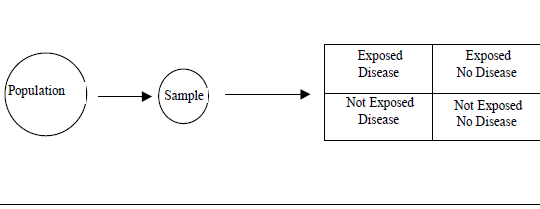 Population
Sample
Exposed
Disease
Exposed
No Disease
Not Exposed
Disease
Not Exposed
No Disease